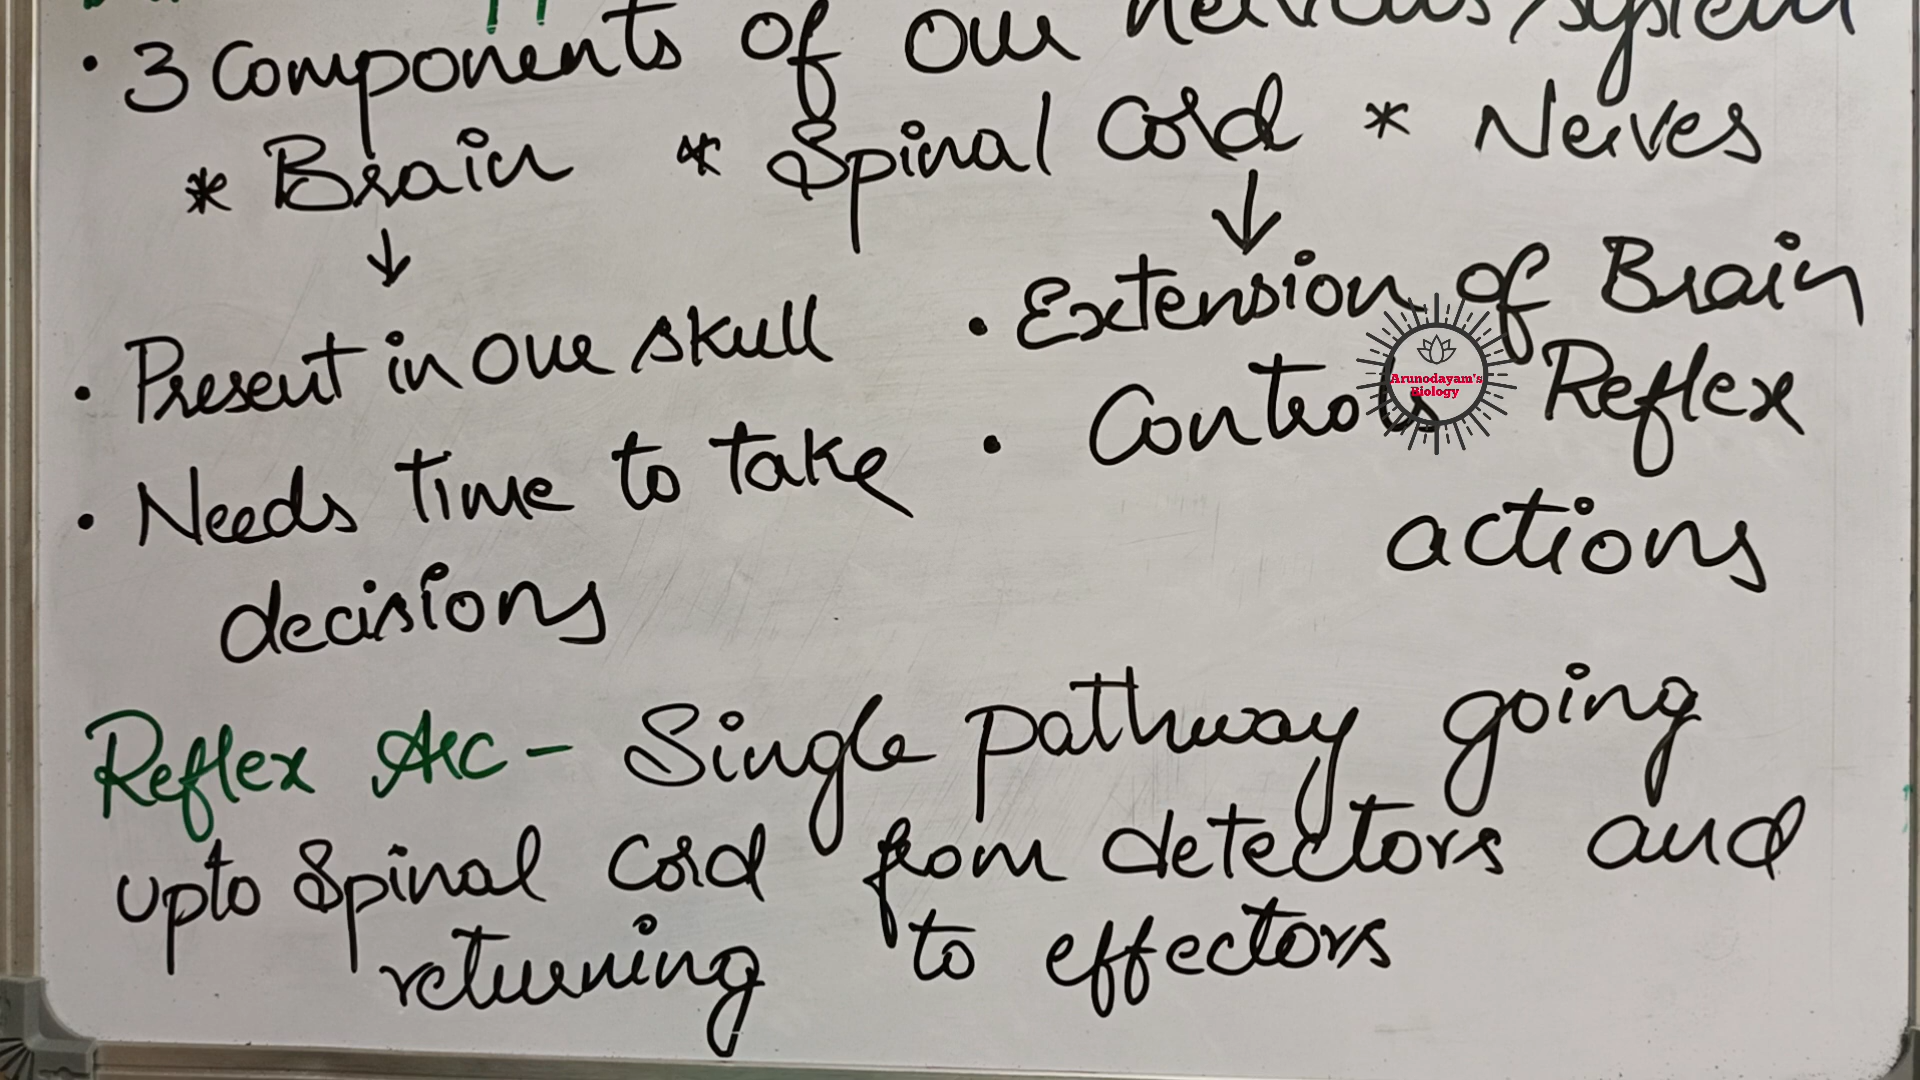 • 3 Components of our nervous system
* Brain * Spinal Cord * Nerves
↓ ↓
• Present in our skull
• Needs time to take
decisions
• Extension of Brain
• Controls Reflex
actions
Arunodayam's
Biology
Reflex Arc - Single pathway going
upto Spinal cord from detectors and
returning to effectors